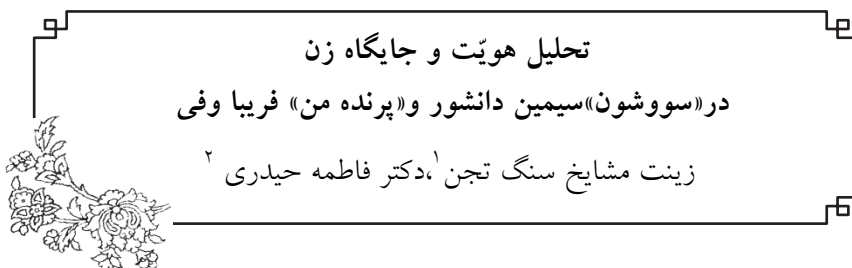 تحلیل هویّت و جایگاه زن
در«سووشون»سیمین دانشور و«پرنده من» فریبا وفی
زینت مشایخ سنگ تجن۱،دکتر فاطمه حیدری ۲